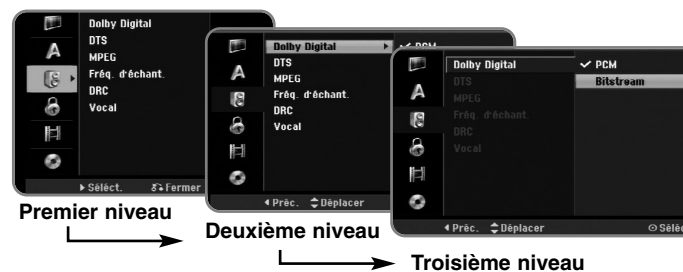 Dolby Digital
DTS
MPEG
Fréq. d'échant.
DRC
Vocal
Séléct.
Fermer
Premier niveau
Dolby Digital
DTS
MPEG
Fréq. d'échant.
DRC
Vocal
PCM
Préc.
Déplacer
Deuxième niveau
Dolby Digital
DTS
MPEG
Fréq. d'échant.
DRC
Vocal
PCM
Bitstream
Préc.
Déplacer
Troisième niveau